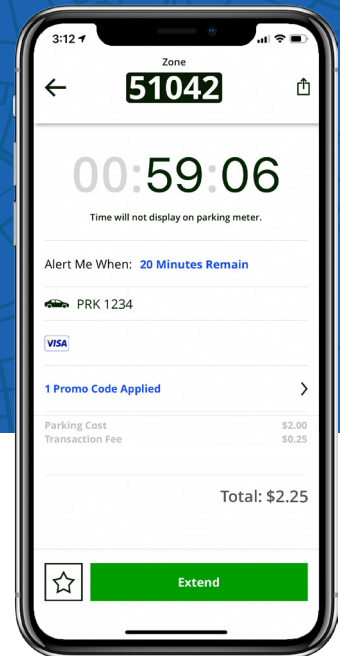 3:12
Zone
51042
00:59:06
Time will not display on parking meter.
Alert Me When: 20 Minutes Remain
PRK 1234
VISA
1 Promo Code Applied
Parking Cost $2.00
Transaction Fee $0.25
Total: $2.25
Extend